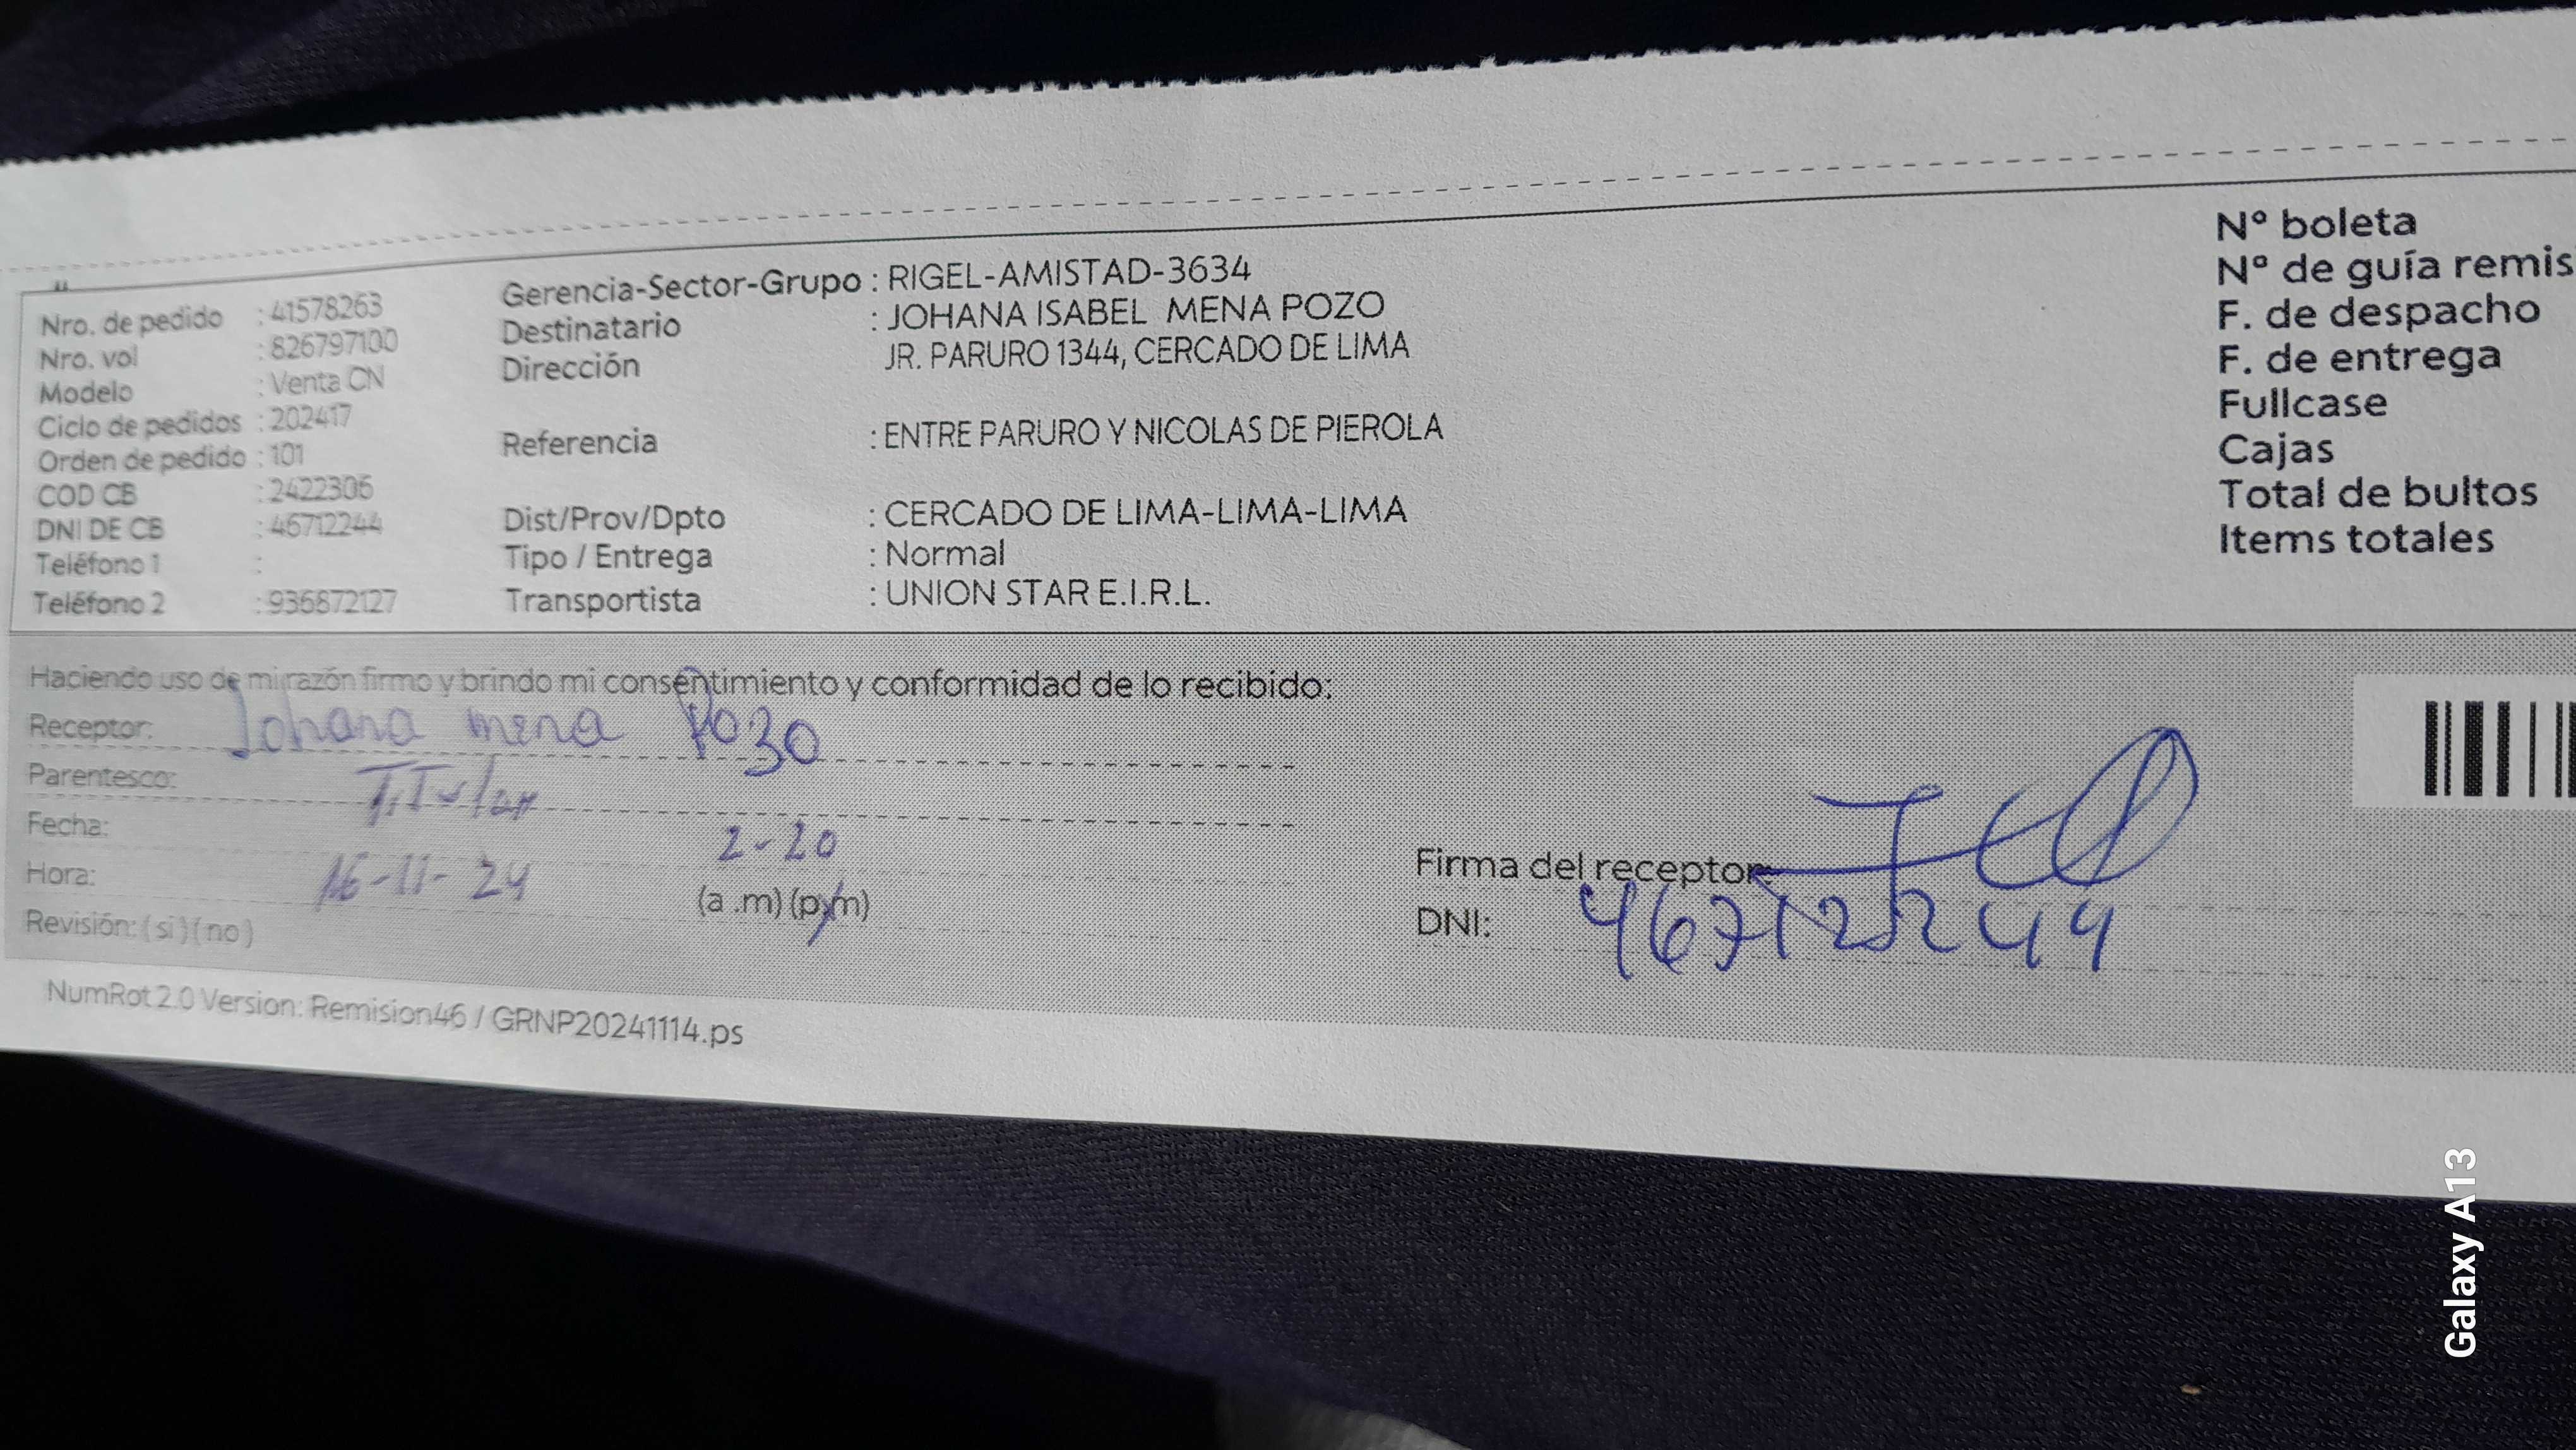 Nro. de pedido : 41578263
Nro. vol : 826797100
Modelo : Venta CN
Ciclo de pedidos : 202417
Orden de pedido : 101
COD CB : 2422306
DNI DE CB : 46712244
Teléfono 1 :
Teléfono 2 : 936872127
Gerencia-Sector-Grupo : RIGEL-AMISTAD-3634
Destinatario : JOHANA ISABEL MENA POZO
Dirección JR. PARURO 1344, CERCADO DE LIMA
Referencia : ENTRE PARURO Y NICOLAS DE PIEROLA
Dist/Prov/Dpto : CERCADO DE LIMA-LIMA-LIMA
Tipo / Entrega : Normal
Transportista : UNION STAR E.I.R.L.
Nº boleta
Nº de guía remis
F. de despacho
F. de entrega
Fullcase
Cajas
Total de bultos
Items totales
Haciendo uso de mi razón firmo y brindo mi consentimiento y conformidad de lo recibido:
Receptor: Johana mena Pozo
Parentesco: TiTular
Fecha: 2-20
Hora: 16-11-24 (a .m) (p.m)
Revisión: ( si ) ( no )
Firma del receptor:
DNI: 46712244
NumRot 2.0 Version: Remision46 / GRNP20241114.ps
Galaxy A13